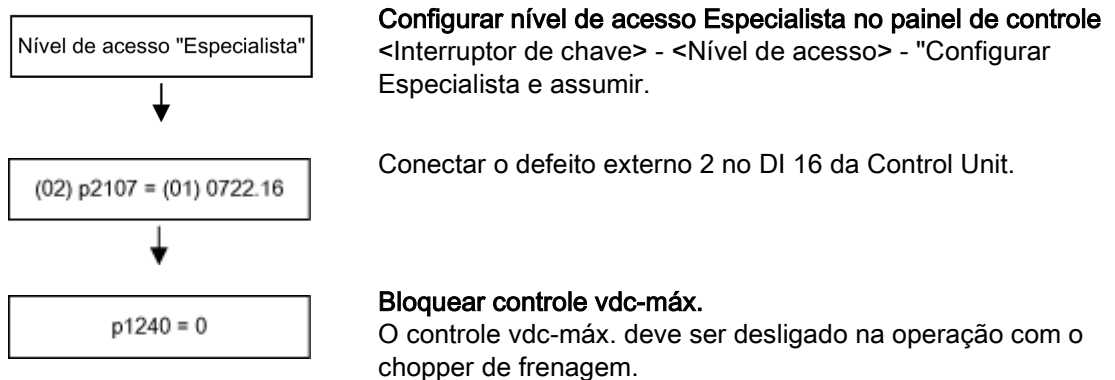 Nível de acesso "Especialista"
Configurar nível de acesso Especialista no painel de controle
<Interruptor de chave> - <Nível de acesso> - "Configurar
Especialista e assumir.
(02) p2107 = (01) 0722.16
Conectar o defeito externo 2 no DI 16 da Control Unit.
p1240 = 0
Bloquear controle vdc-máx.
O controle vdc-máx. deve ser desligado na operação com o
chopper de frenagem.